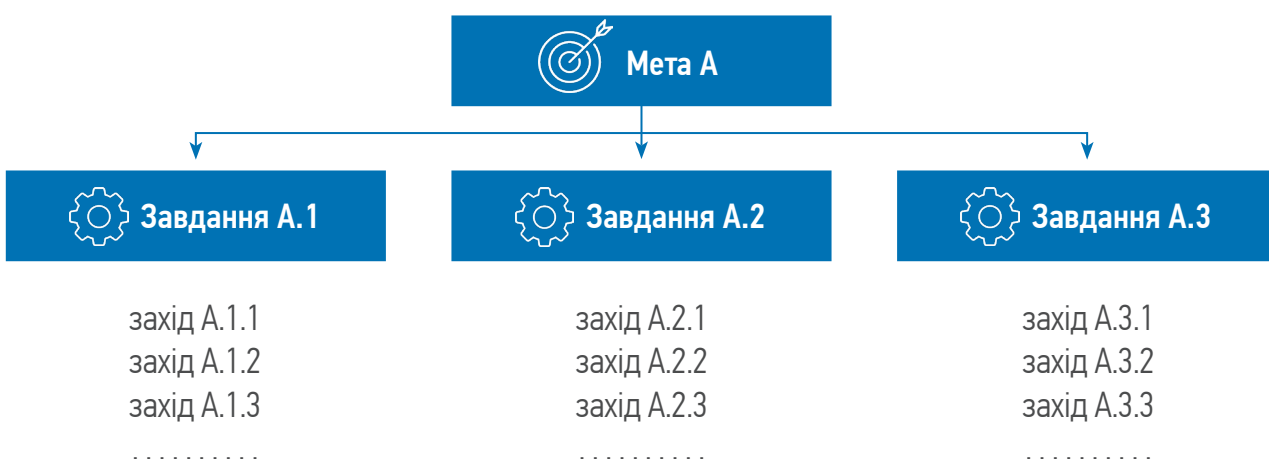 Мета А
Завдання А.1
захід А.1.1
захід А.1.2
захід А.1.3
. . . . . . . . . .
Завдання А.2
захід А.2.1
захід А.2.2
захід А.2.3
. . . . . . . . . .
Завдання А.3
захід А.3.1
захід А.3.2
захід А.3.3
. . . . . . . . . .